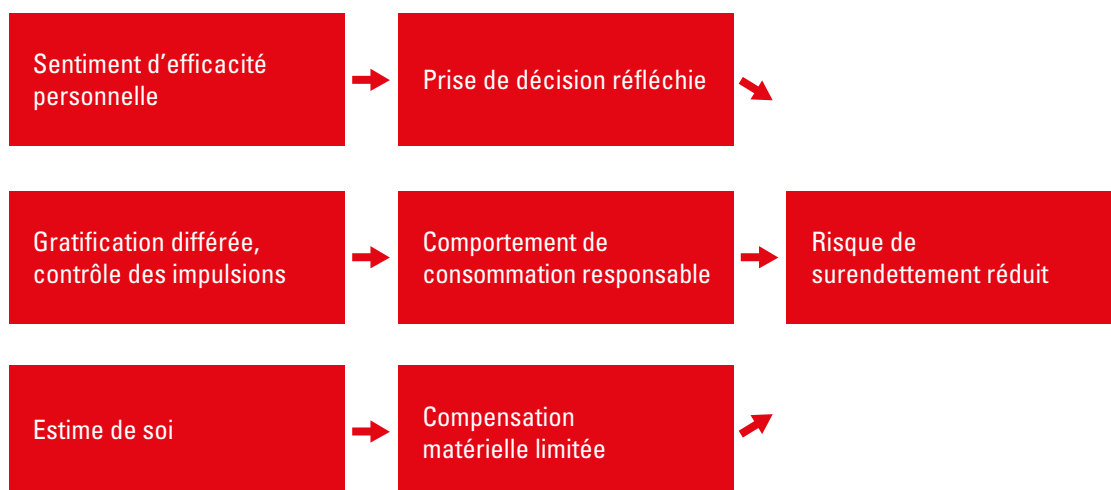 Sentiment d’efficacité
personnelle
Prise de décision réfléchie
Gratification différée,
contrôle des impulsions
Comportement de
consommation responsable
Risque de
surendettement réduit
Estime de soi
Compensation
matérielle limitée